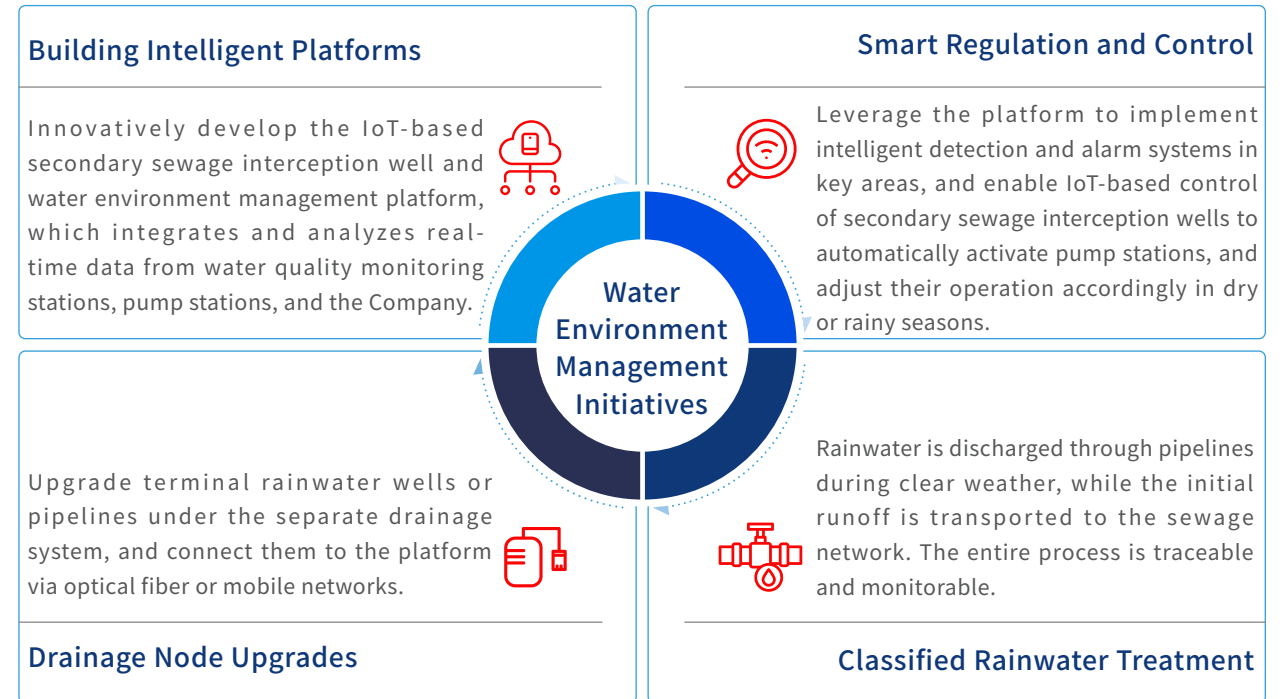 Building Intelligent Platforms
Innovatively develop the IoT-based
secondary sewage interception well and
water environment management platform,
which integrates and analyzes real-
time data from water quality monitoring
stations, pump stations, and the Company.
Smart Regulation and Control
Leverage the platform to implement
intelligent detection and alarm systems in
key areas, and enable IoT-based control
of secondary sewage interception wells to
automatically activate pump stations, and
adjust their operation accordingly in dry
or rainy seasons.
Water
Environment
Management
Initiatives
Upgrade terminal rainwater wells or
pipelines under the separate drainage
system, and connect them to the platform
via optical fiber or mobile networks.
Drainage Node Upgrades
Rainwater is discharged through pipelines
during clear weather, while the initial
runoff is transported to the sewage
network. The entire process is traceable
and monitorable.
Classified Rainwater Treatment